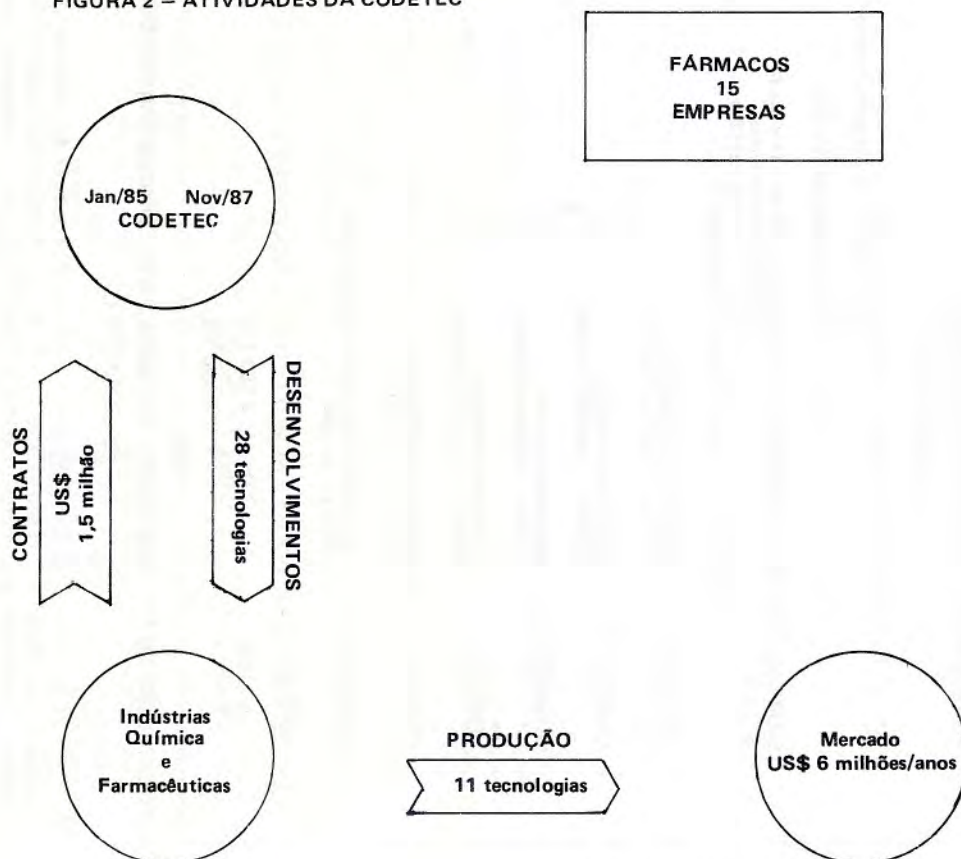 FIGURA 2 — ATIVIDADES DA CODETEC
FÁRMACOS
15
EMPRESAS
Jan/85 Nov/87
CODETEC
CONTRATOS
US$
1,5 milhão
28 tecnologias
DESENVOLVIMENTOS
Indústrias
Química
e
Farmacêuticas
PRODUÇÃO
11 tecnologias
Mercado
US$ 6 milhões/anos